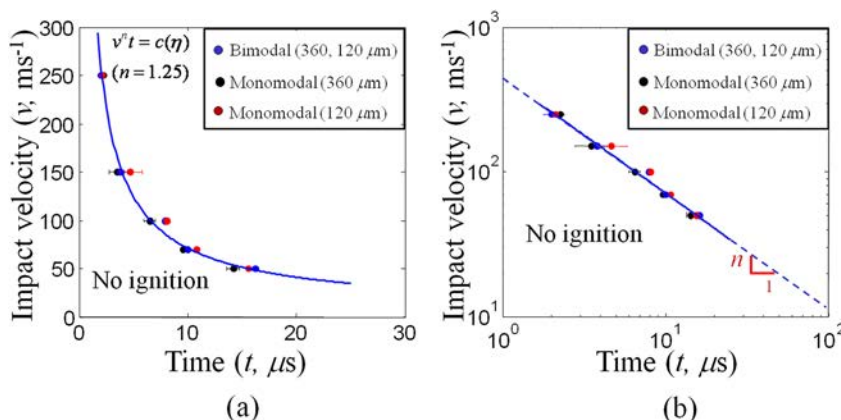 300
250
200
150
100
50
0
0
10
20
30
Impact velocity (v, ms⁻¹)
Time (t, μs)
vⁿt = c(η)
(n = 1.25)
Bimodal (360, 120 μm)
Monomodal (360 μm)
Monomodal (120 μm)
No ignition
(a)
10³
10²
10¹
10⁰
10¹
10²
Impact velocity (v, ms⁻¹)
Time (t, μs)
Bimodal (360, 120 μm)
Monomodal (360 μm)
Monomodal (120 μm)
No ignition
n
1
(b)